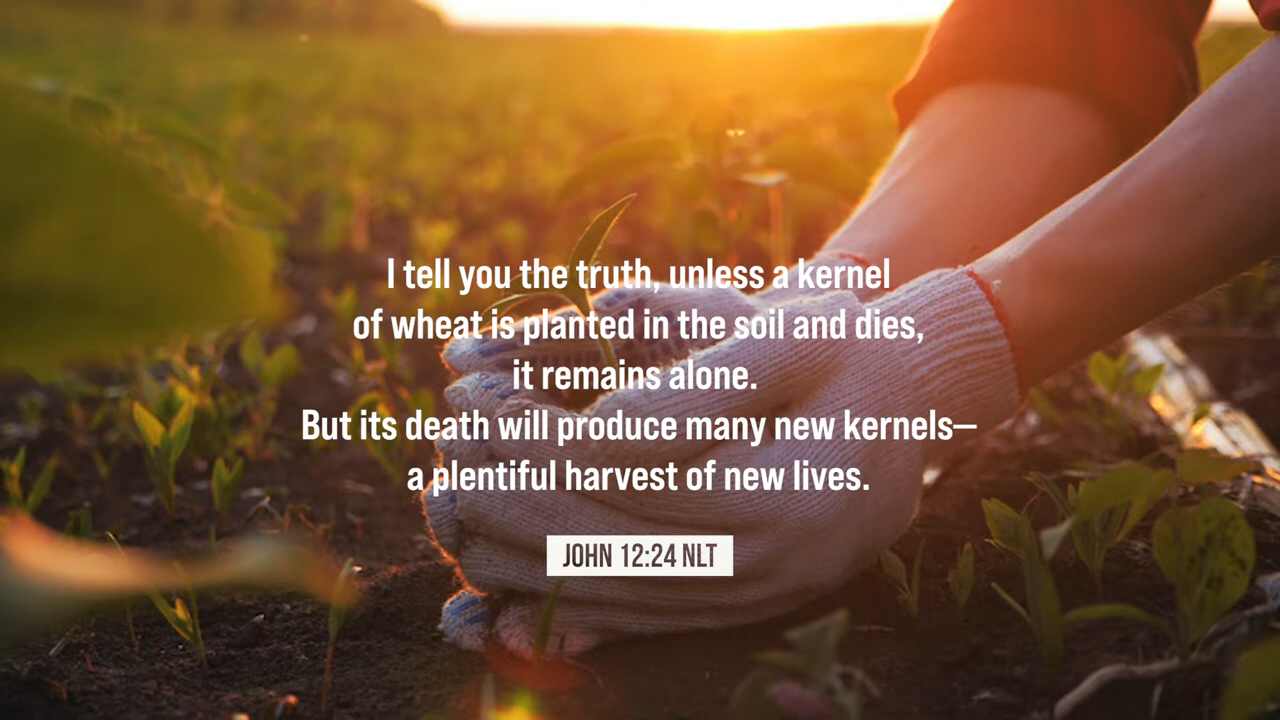 I tell you the truth, unless a kernel
of wheat is planted in the soil and dies,
it remains alone.
But its death will produce many new kernels—
a plentiful harvest of new lives.
JOHN 12:24 NLT